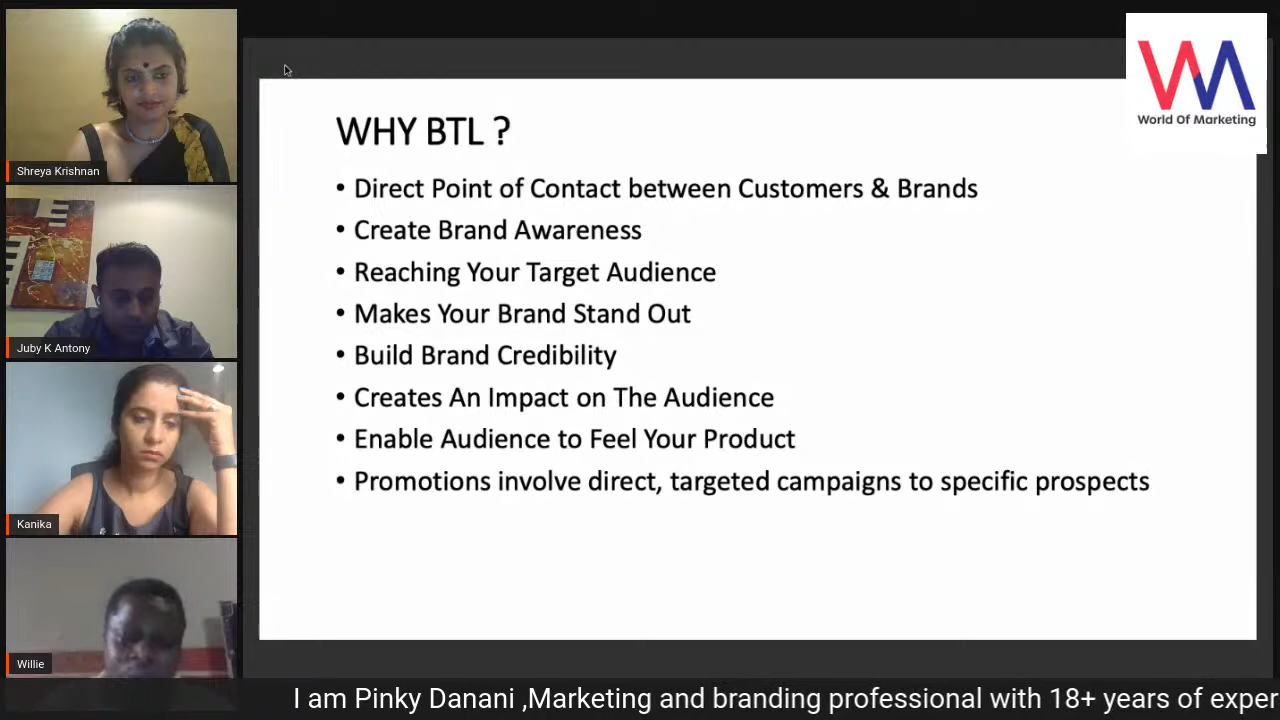 Shreya Krishnan
Juby K Antony
Kanika
Willie
World Of Marketing
WHY BTL ?
• Direct Point of Contact between Customers & Brands
• Create Brand Awareness
• Reaching Your Target Audience
• Makes Your Brand Stand Out
• Build Brand Credibility
• Creates An Impact on The Audience
• Enable Audience to Feel Your Product
• Promotions involve direct, targeted campaigns to specific prospects
I am Pinky Danani ,Marketing and branding professional with 18+ years of exper